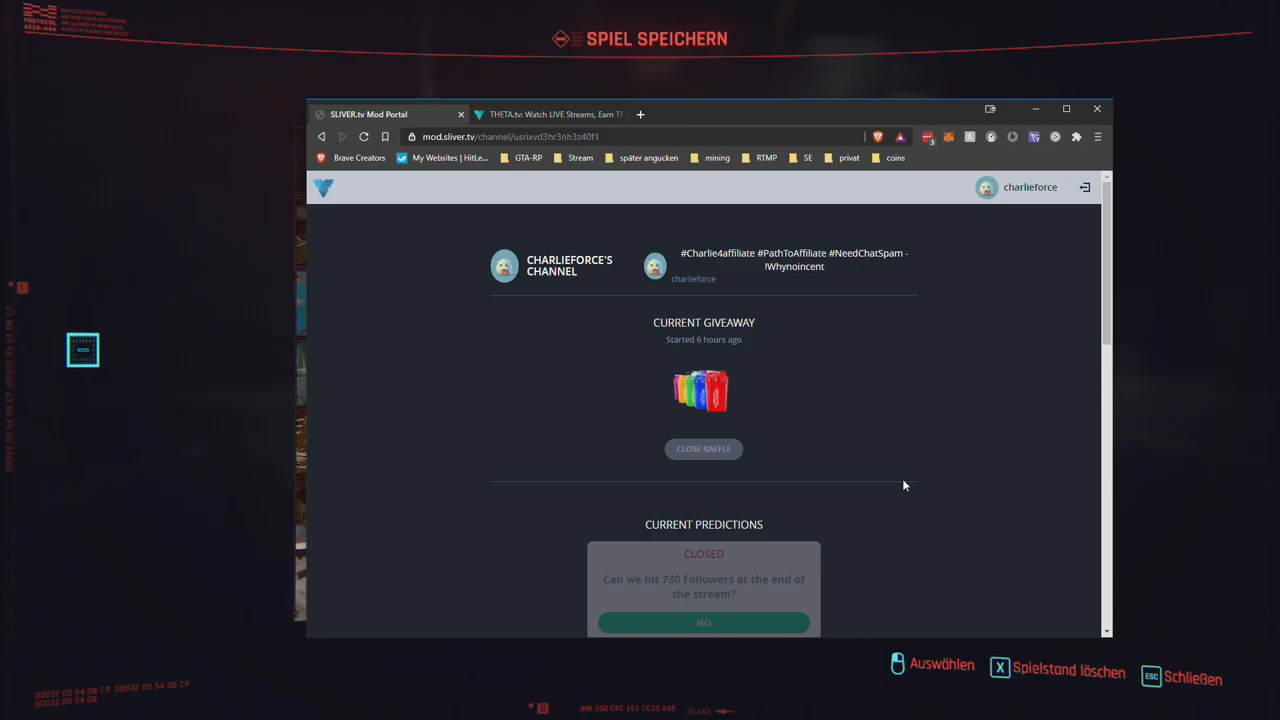 SPIEL SPEICHERN
SLIVER.tv Mod Portal
THETA.tv: Watch LIVE Streams, Earn TF
mod.sliver.tv/channel/usrixvd3hr3nh3z40f1
3
Brave Creators
My Websites | HitLe...
GTA-RP
Stream
später angucken
mining
RTMP
SE
privat
coins
charlieforce
CHARLIEFORCE'S
CHANNEL
#Charlie4affiliate #PathToAffiliate #NeedChatSpam -
!Whynoincent
charlieforce
CURRENT GIVEAWAY
Started 6 hours ago
CLOSE RAFFLE
CURRENT PREDICTIONS
CLOSED
Can we hit 730 Followers at the end of
the stream?
NO
Auswählen
X Spielstand löschen
ESC Schließen